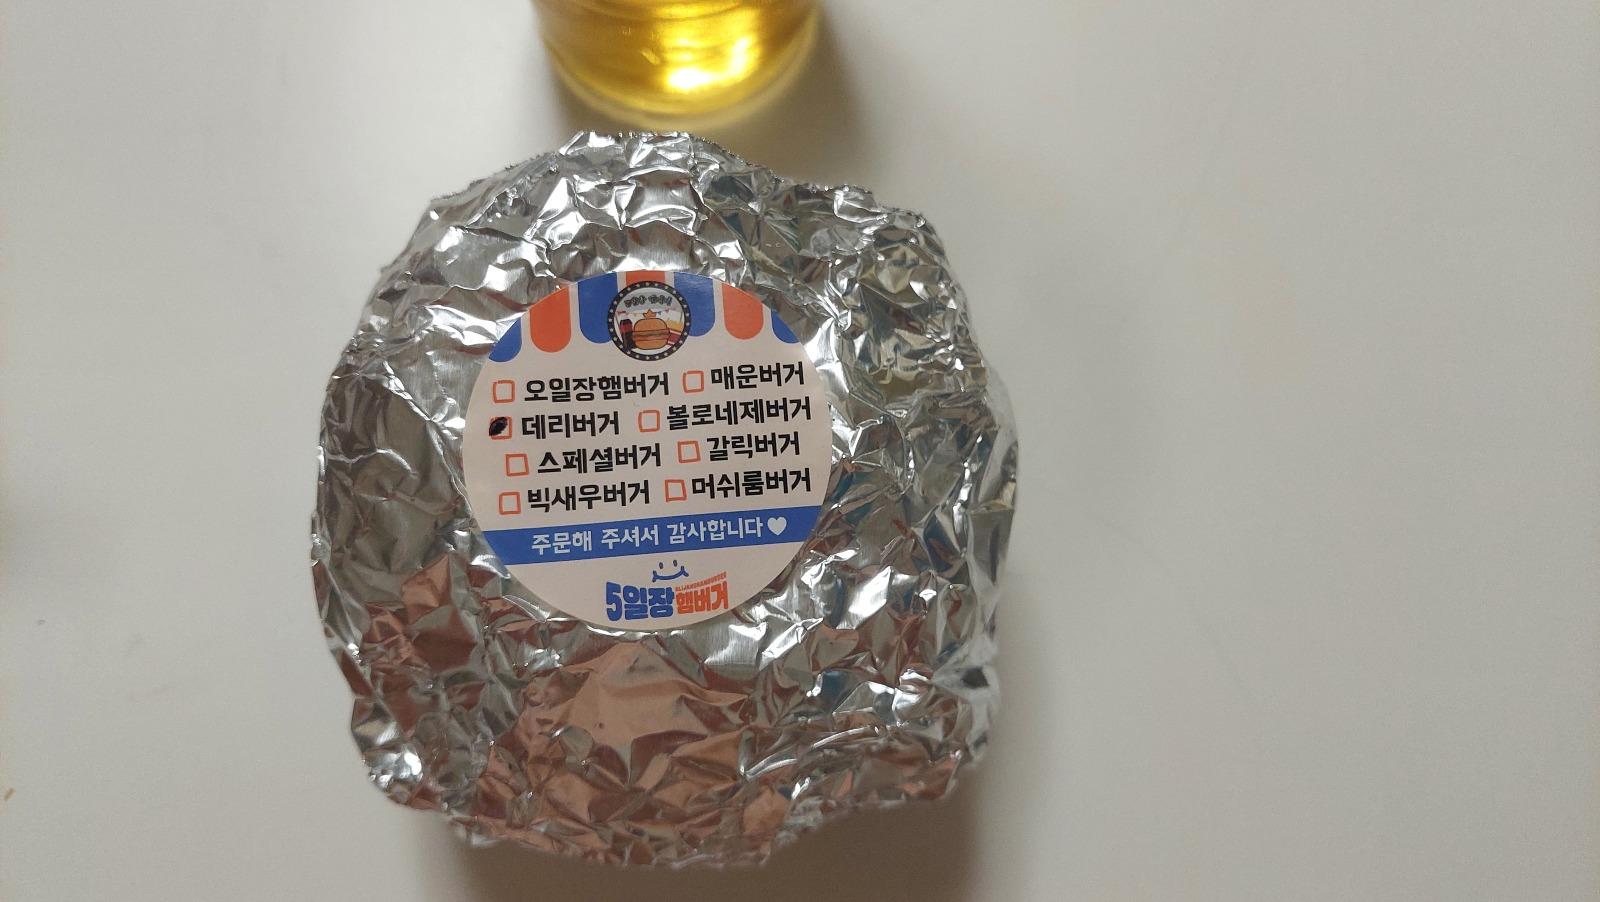 오일장햄버거 매운버거
데리버거 볼로네제버거
스페셜버거 갈릭버거
빅새우버거 머쉬룸버거
주문해 주셔서 감사합니다
5일장 햄버거